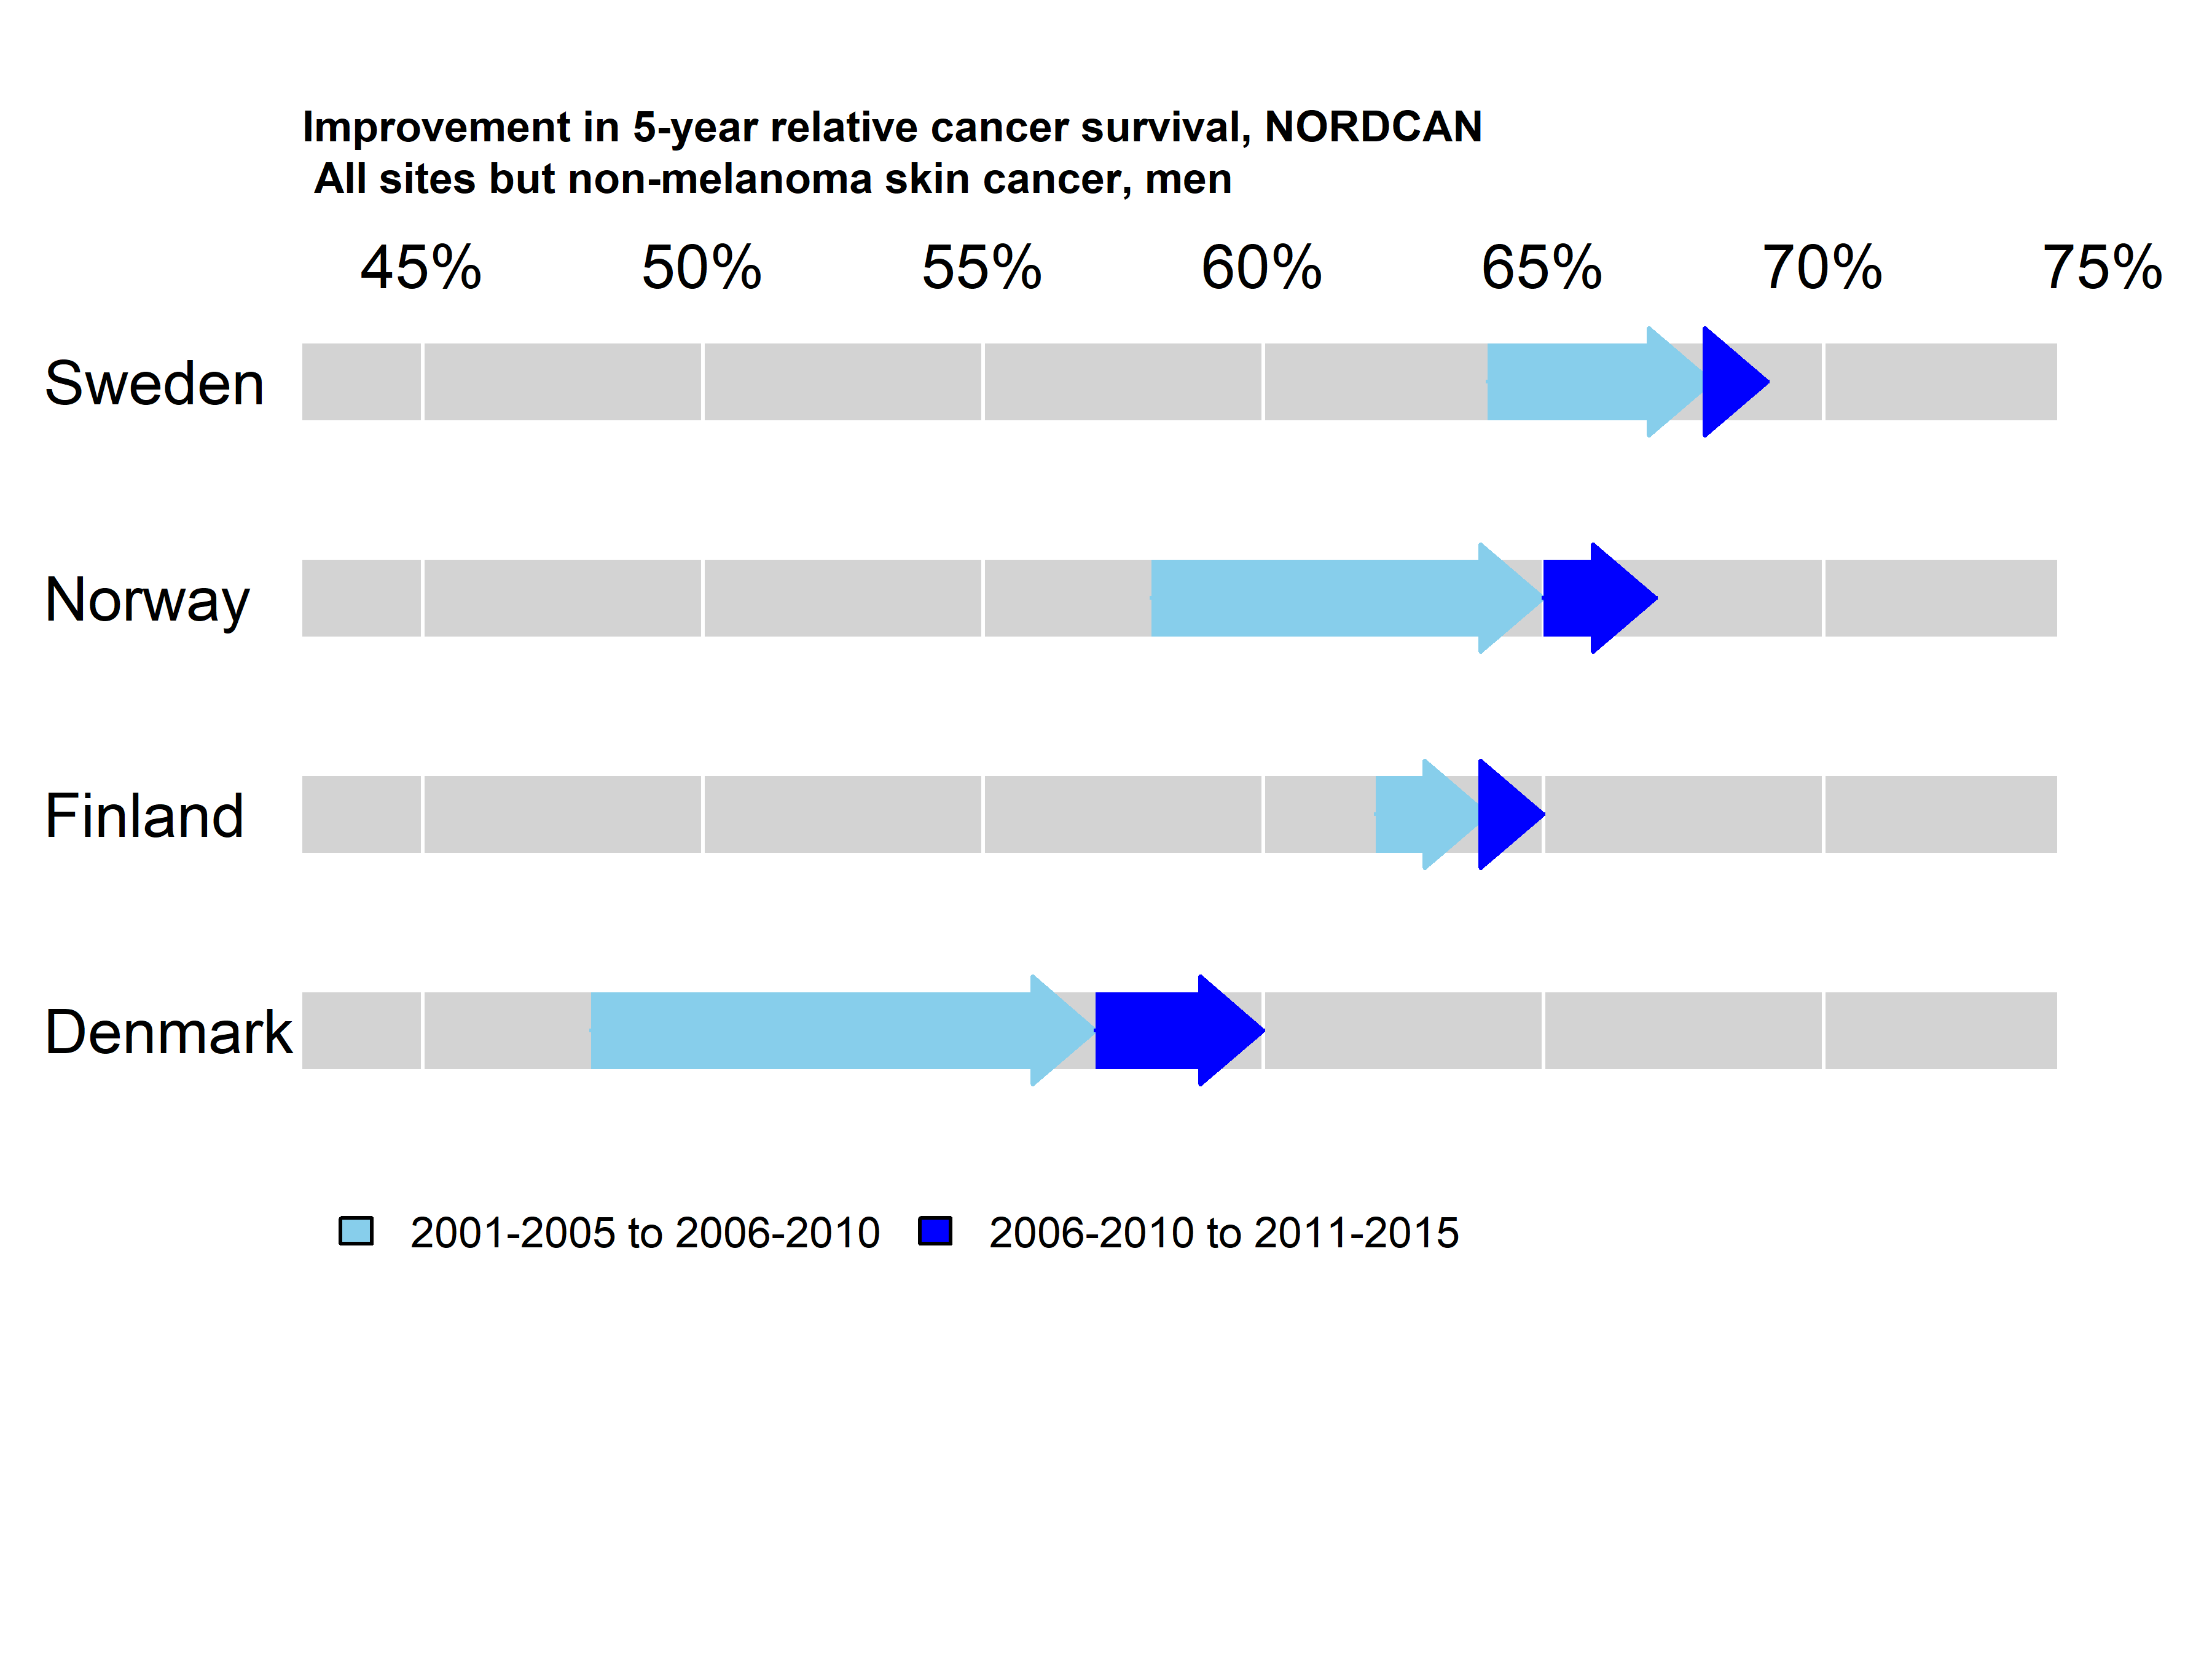 Improvement in 5-year relative cancer survival, NORDCAN
All sites but non-melanoma skin cancer, men
45% 50% 55% 60% 65% 70% 75%
Sweden
Norway
Finland
Denmark
2001-2005 to 2006-2010 2006-2010 to 2011-2015